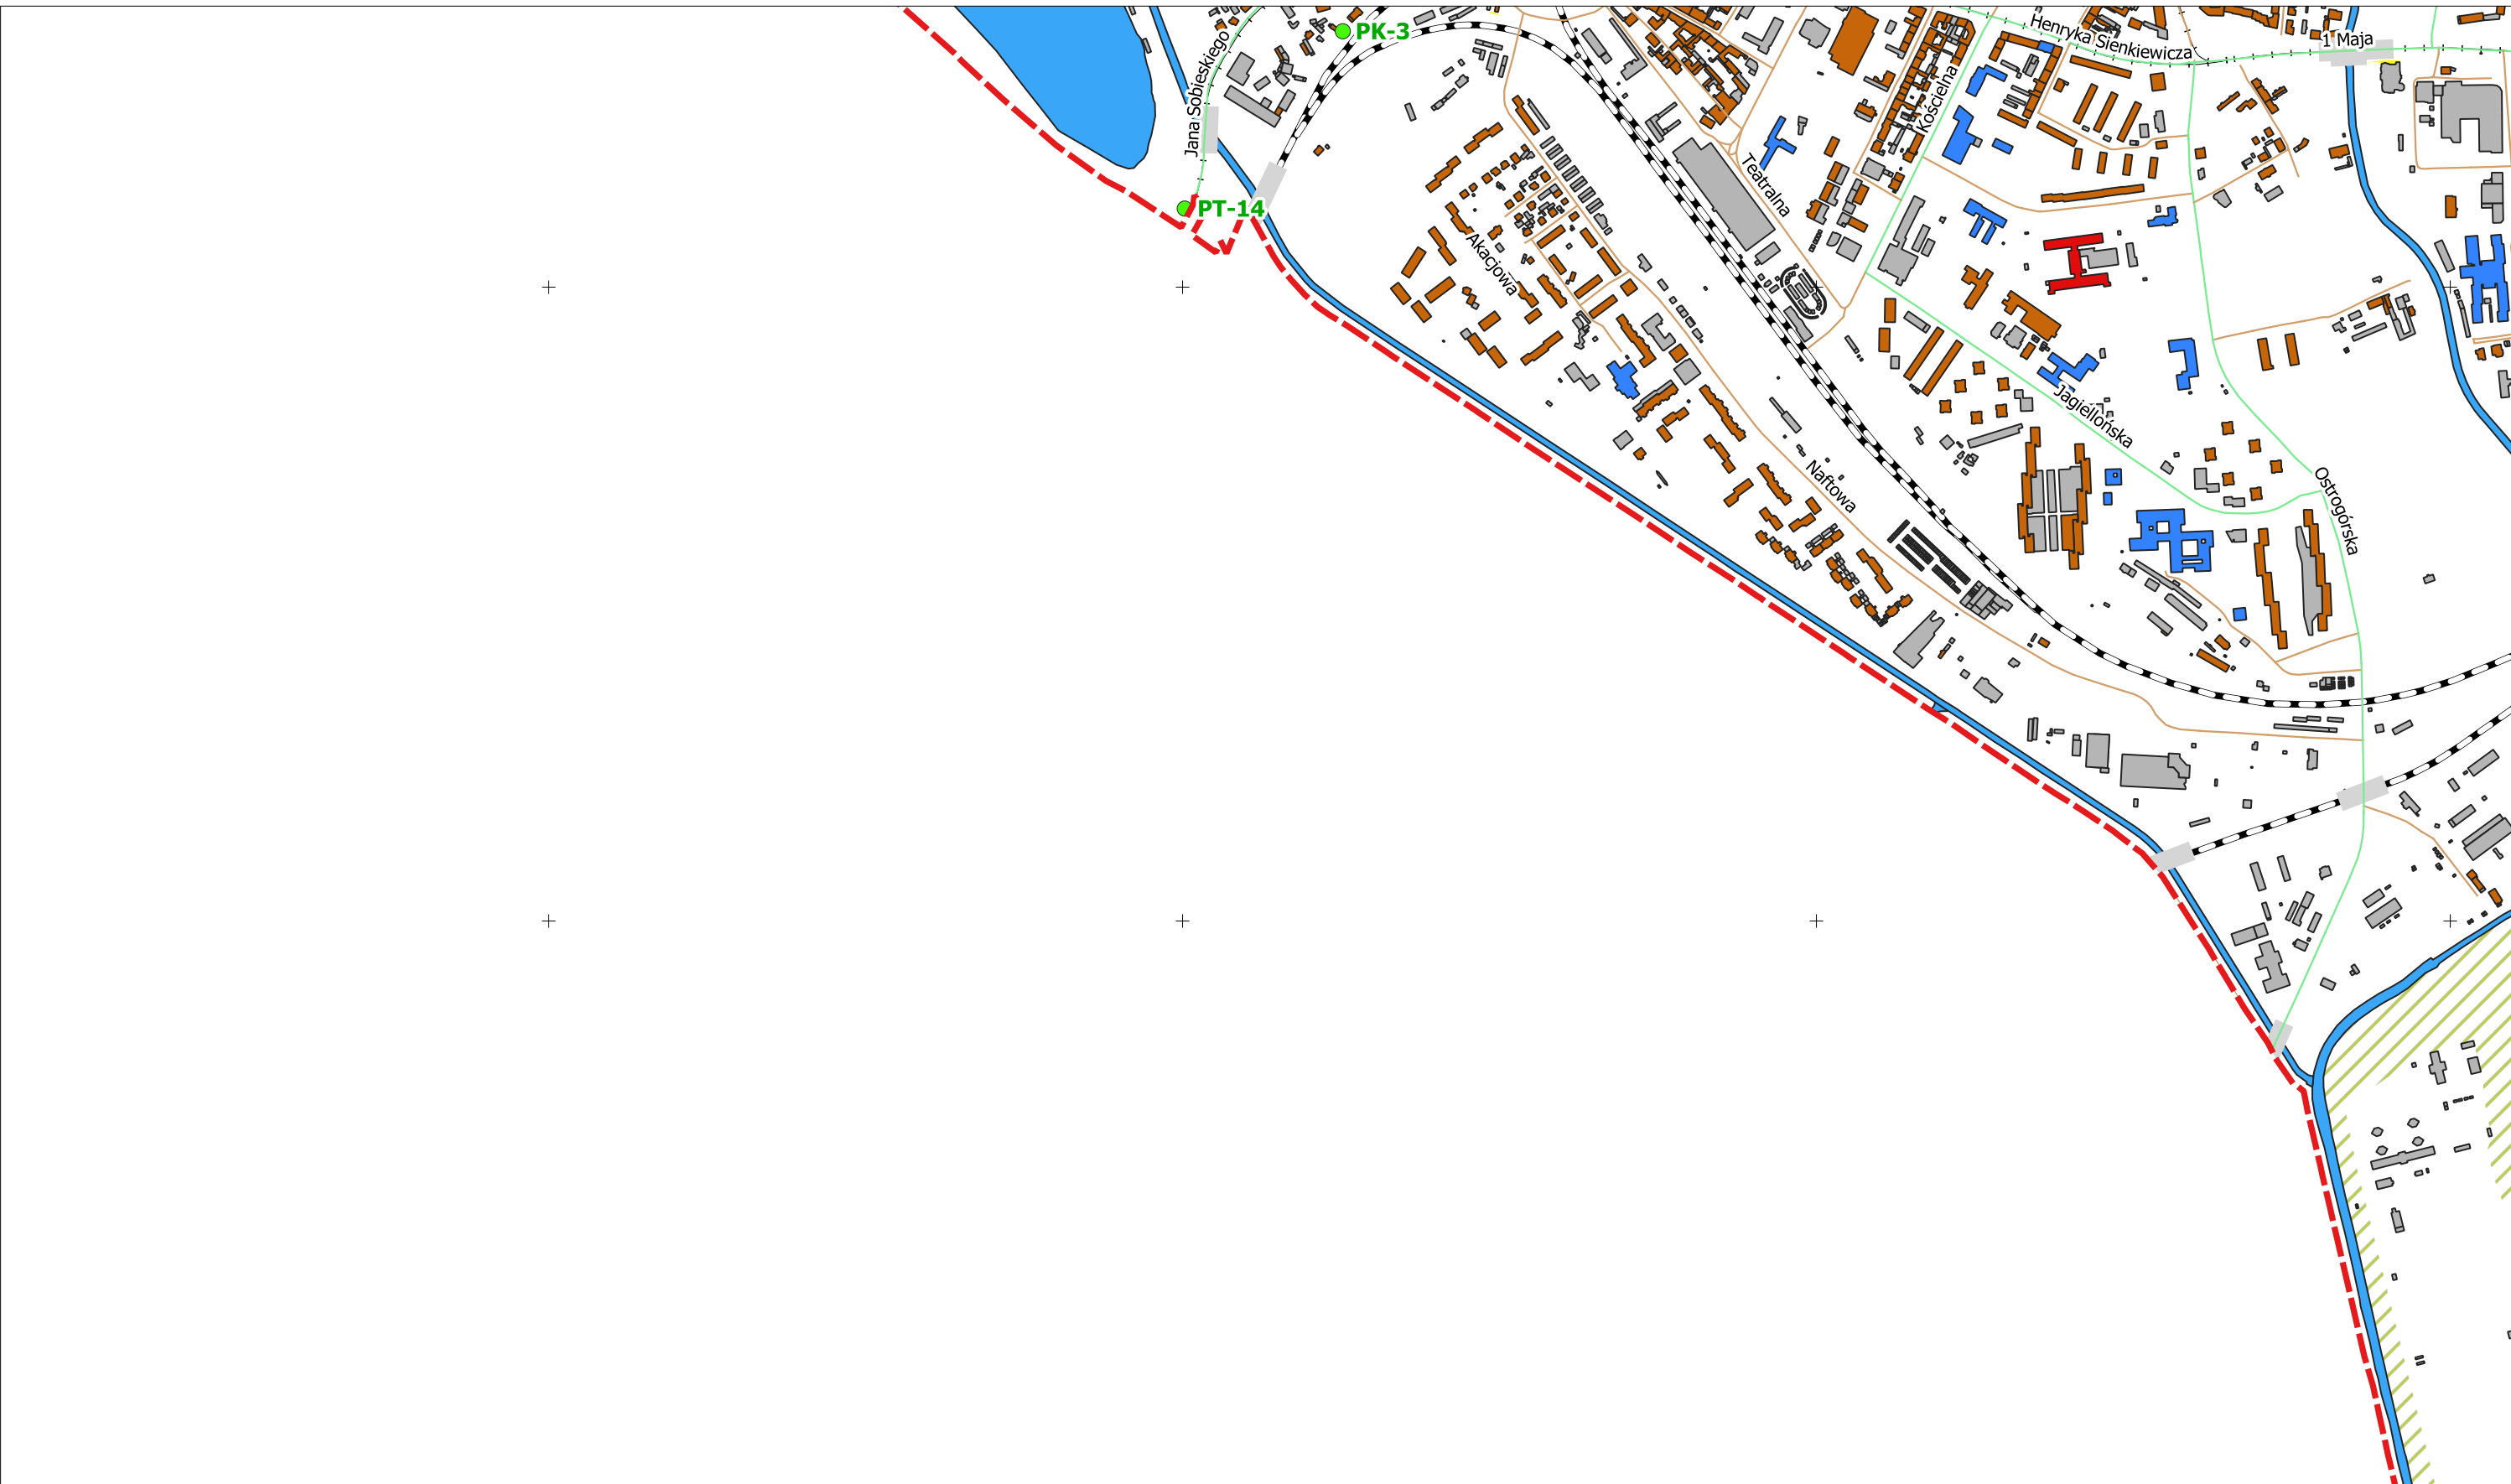 PK-3
Henryka Sienkiewicza
1 Maja
Jana Sobieskiego
Kościelna
Teatralna
PT-14
Akacjowa
Jagiellońska
Naftowa
Ostrogórska